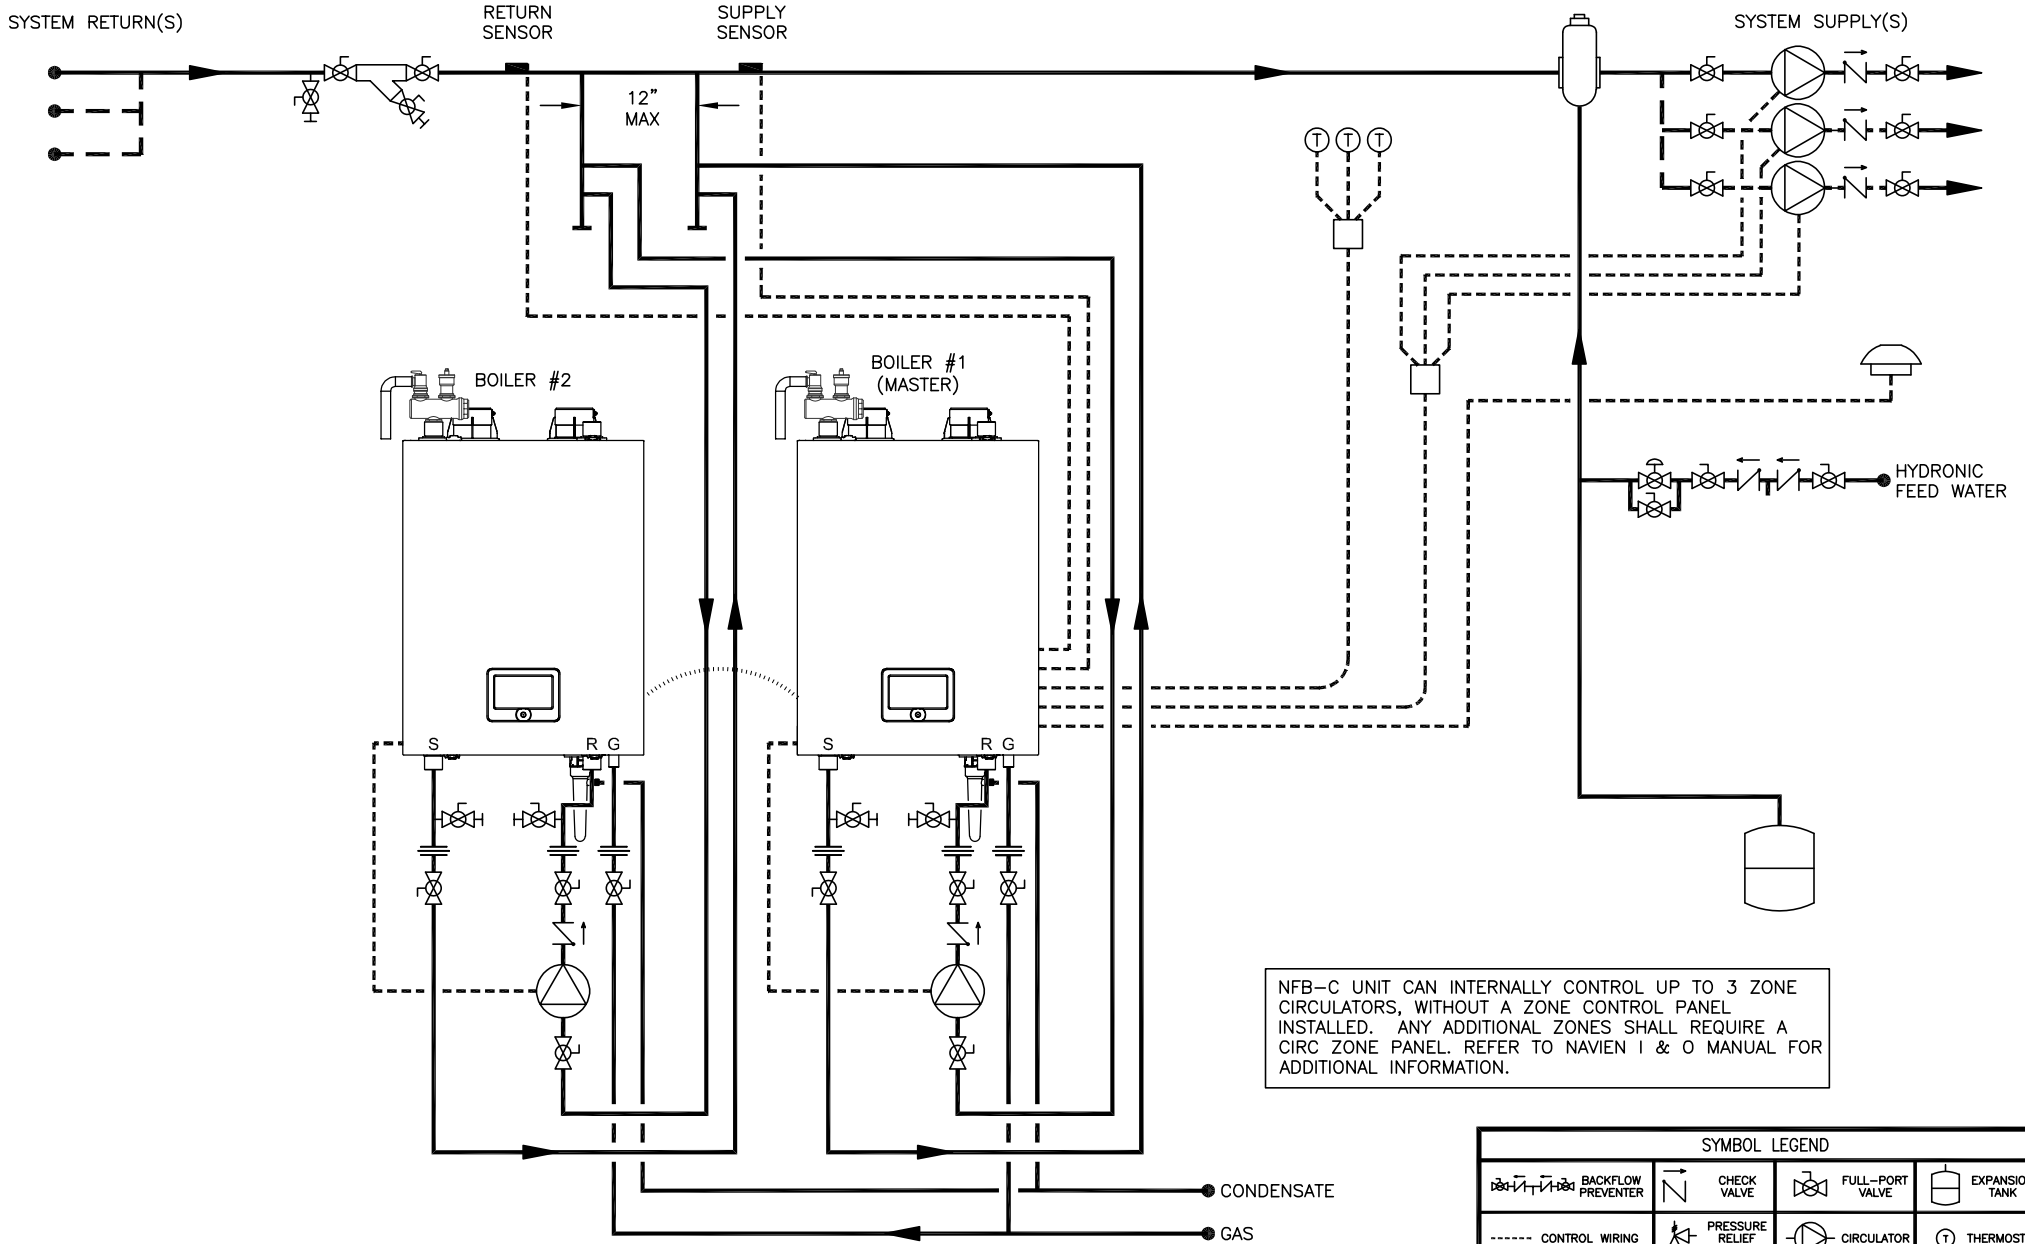 SYSTEM RETURN(S)
RETURN
SENSOR
SUPPLY
SENSOR
SYSTEM SUPPLY(S)
12"
MAX
T T T
BOILER #2
BOILER #1
(MASTER)
HYDRONIC
FEED WATER
S R G
S R G
NFB-C UNIT CAN INTERNALLY CONTROL UP TO 3 ZONE
CIRCULATORS, WITHOUT A ZONE CONTROL PANEL
INSTALLED. ANY ADDITIONAL ZONES SHALL REQUIRE A
CIRC ZONE PANEL. REFER TO NAVIEN I & O MANUAL FOR
ADDITIONAL INFORMATION.
CONDENSATE
GAS
SYMBOL LEGEND
BACKFLOW
PREVENTER
CHECK
VALVE
FULL-PORT
VALVE
EXPANSIO
TANK
CONTROL WIRING
PRESSURE
RELIEF
CIRCULATOR
T THERMOST